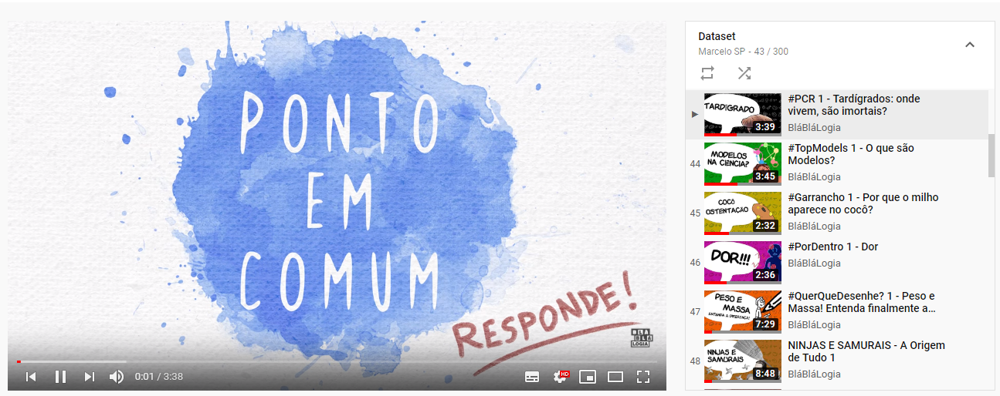 PONTO
EM
COMUM
RESPONDE!
BLÁ
BLÁ
LOGIA
0:01 / 3:38
HD
Dataset
Marcelo SP - 43 / 300
TARDÍGRADO
3:39
#PCR 1 - Tardígrados: onde
vivem, são imortais?
BláBláLogia
44
MODELOS
NA CIÊNCIA?
3:45
#TopModels 1 - O que são
Modelos?
BláBláLogia
45
COCÔ
OSTENTAÇÃO
2:32
#Garrancho 1 - Por que o milho
aparece no cocô?
BláBláLogia
46
DOR!!!
2:36
#PorDentro 1 - Dor
BláBláLogia
47
PESO E
MASSA
ENTENDA A DIFERENÇA!
7:29
#QuerQueDesenhe? 1 - Peso e
Massa! Entenda finalmente a...
BláBláLogia
48
NINJAS E
SAMURAIS
8:48
NINJAS E SAMURAIS - A Origem
de Tudo 1
BláBláLogia